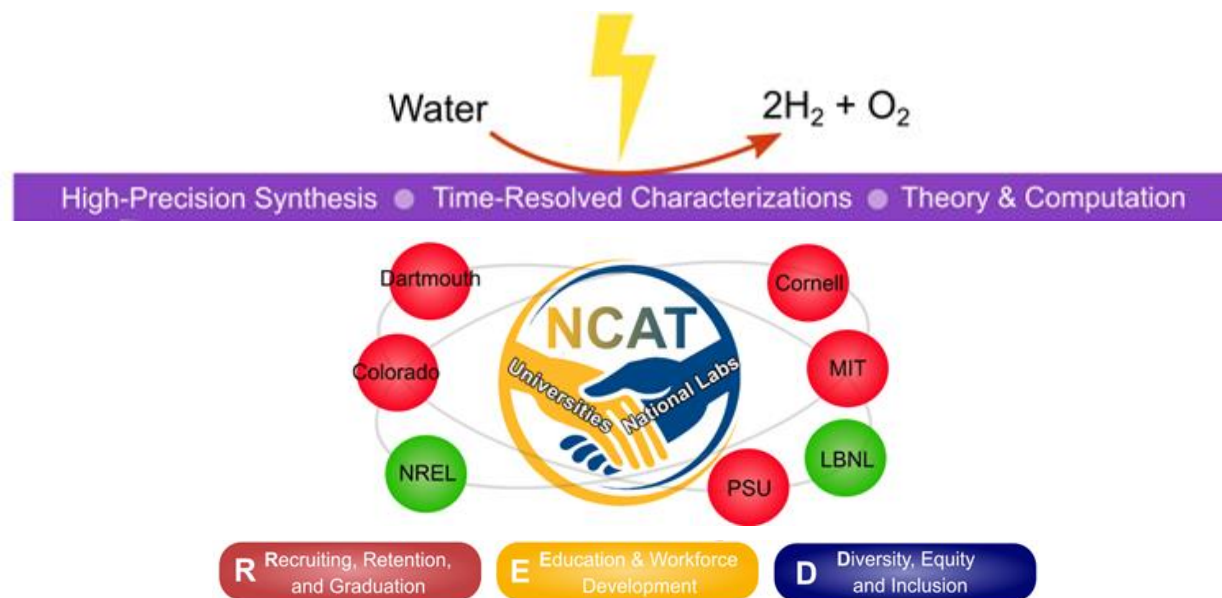 Water
2H₂ + O₂
High-Precision Synthesis ● Time-Resolved Characterizations ● Theory & Computation
Dartmouth
Cornell
NCAT
Colorado
Universities
National Labs
MIT
NREL
LBNL
PSU
R Recruiting, Retention,
and Graduation
E Education & Workforce
Development
D Diversity, Equity
and Inclusion